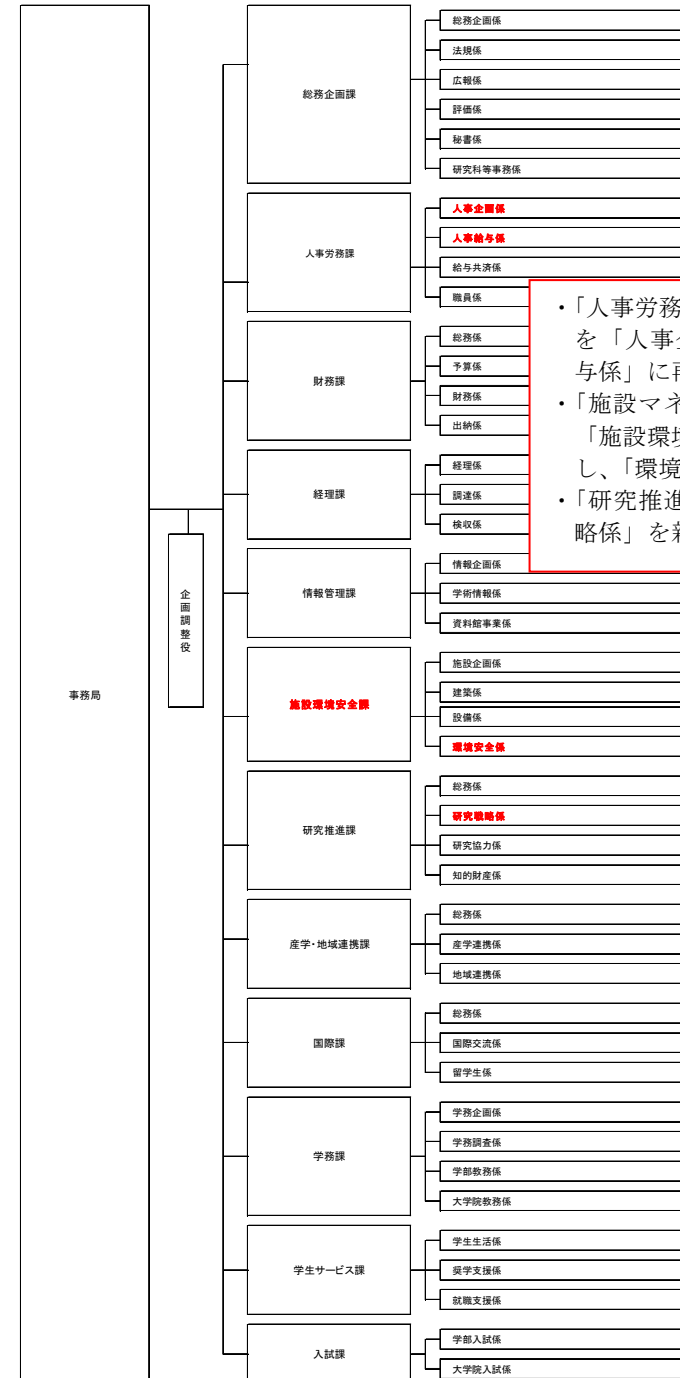 事務局
企画調整役
総務企画課
総務企画係
法規係
広報係
評価係
秘書係
研究科等事務係
人事労務課
人事企画係
人事給与係
給与共済係
職員係
財務課
総務係
予算係
財務係
出納係
経理課
経理係
調達係
検収係
情報管理課
情報企画係
学術情報係
資料館事業係
施設環境安全課
施設企画係
建築係
設備係
環境安全係
研究推進課
総務係
研究戦略係
研究協力係
知的財産係
産学・地域連携課
総務係
産学連携係
地域連携係
国際課
総務係
国際交流係
留学生係
学務課
学務企画係
学務調査係
学部教務係
大学院教務係
学生サービス課
学生生活係
奨学支援係
就職支援係
入試課
学部入試係
大学院入試係
・「人事労務
を「人事
与係」に
・「施設マネ
「施設環
し、「環境
・「研究推進
略係」を